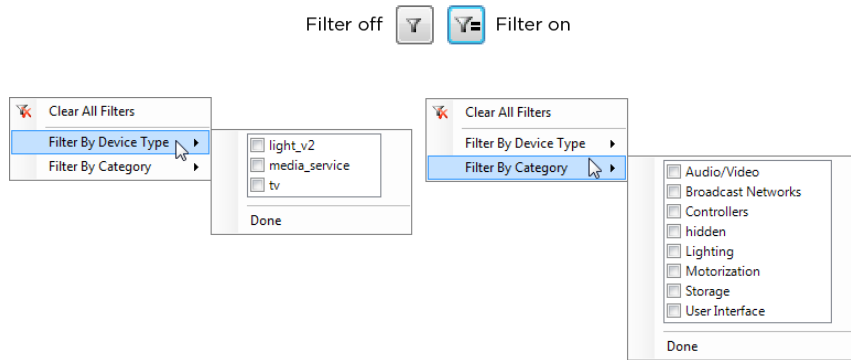 Filter off
Filter on
Clear All Filters
Filter By Device Type
Filter By Category
light_v2
media_service
tv
Done
Clear All Filters
Filter By Device Type
Filter By Category
Audio/Video
Broadcast Networks
Controllers
hidden
Lighting
Motorization
Storage
User Interface
Done